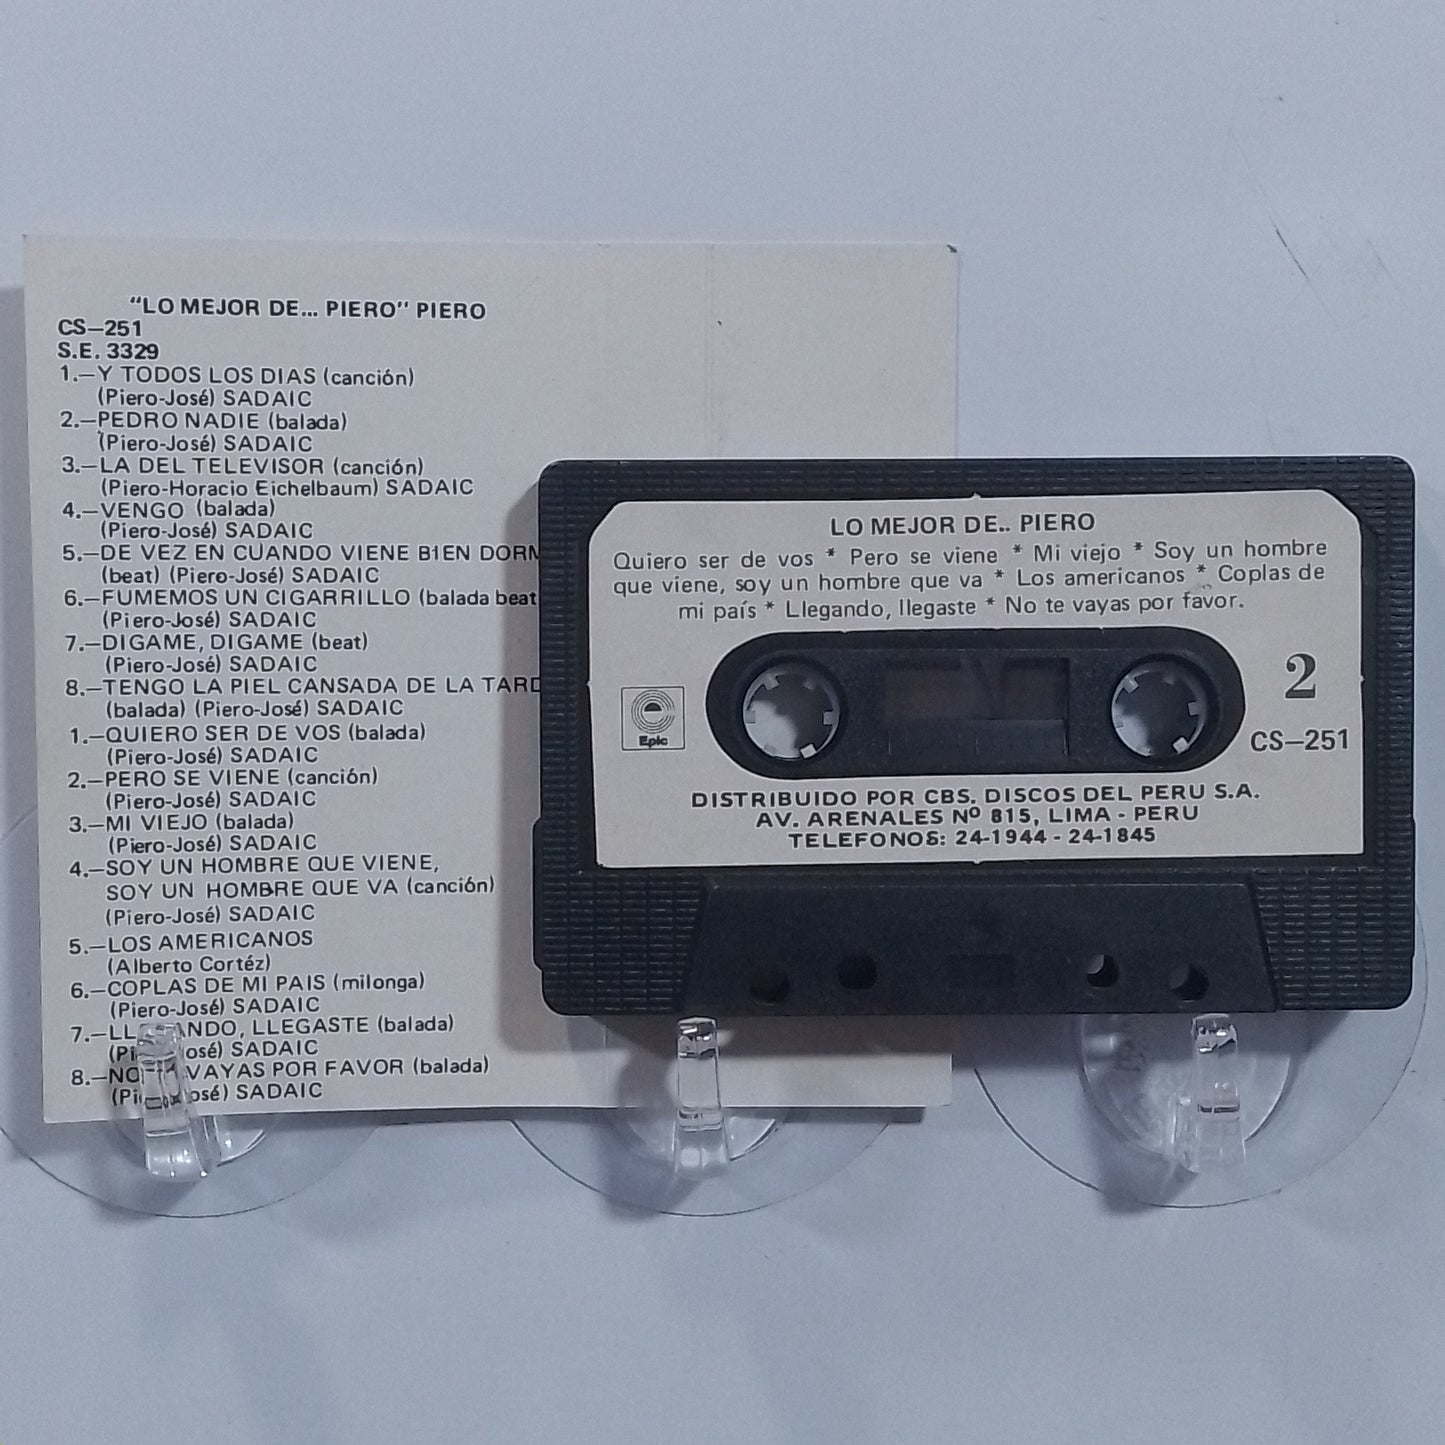 "LO MEJOR DE... PIERO" PIERO
CS-251
S.E. 3329
1.-Y TODOS LOS DIAS (canción)
(Piero-José) SADAIC
2.-PEDRO NADIE (balada)
(Piero-José) SADAIC
3.-LA DEL TELEVISOR (canción)
(Piero-Horacio Eichelbaum) SADAIC
4.-VENGO (balada)
(Piero-José) SADAIC
5.-DE VEZ EN CUANDO VIENE BIEN
(beat) (Piero-José) SADAIC
6.-FUMEMOS UN CIGARRILLO (balada beat
(Piero-José) SADAIC
7.-DIGAME, DIGAME (beat)
(Piero-José) SADAIC
8.-TENGO LA PIEL CANSADA DE LA
(balada) (Piero-José) SADAIC
1.-QUIERO SER DE VOS (balada)
(Piero-José) SADAIC
2.-PERO SE VIENE (canción)
(Piero-José) SADAIC
3.-MI VIEJO (balada)
(Piero-José) SADAIC
4.-SOY UN HOMBRE QUE VIENE,
SOY UN HOMBRE QUE VA (canción)
(Piero-José) SADAIC
5.-LOS AMERICANOS
(Alberto Cortéz)
6.-COPLAS DE MI PAIS (milonga)
(Piero-José) SADAIC
7.- LLEGASTE (balada)
SADAIC
8.-NO VAYAS POR FAVOR (balada)
SADAIC
LO MEJOR DE.. PIERO
Quiero ser de vos * Pero se viene * Mi viejo * Soy un hombre
que viene, soy un hombre que va * Los americanos * Coplas de
mi país * Llegando, llegaste * No te vayas por favor.
2
Epic
CS-251
DISTRIBUIDO POR CBS. DISCOS DEL PERU S.A.
AV. ARENALES Nº 815, LIMA - PERU
TELEFONOS: 24-1944 - 24-1845